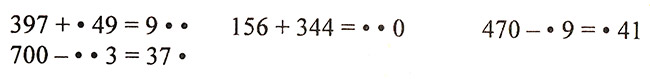 397 + • 49 = 9 • • 156 + 344 = • • 0 470 – • 9 = • 41
700 – • • 3 = 37 •